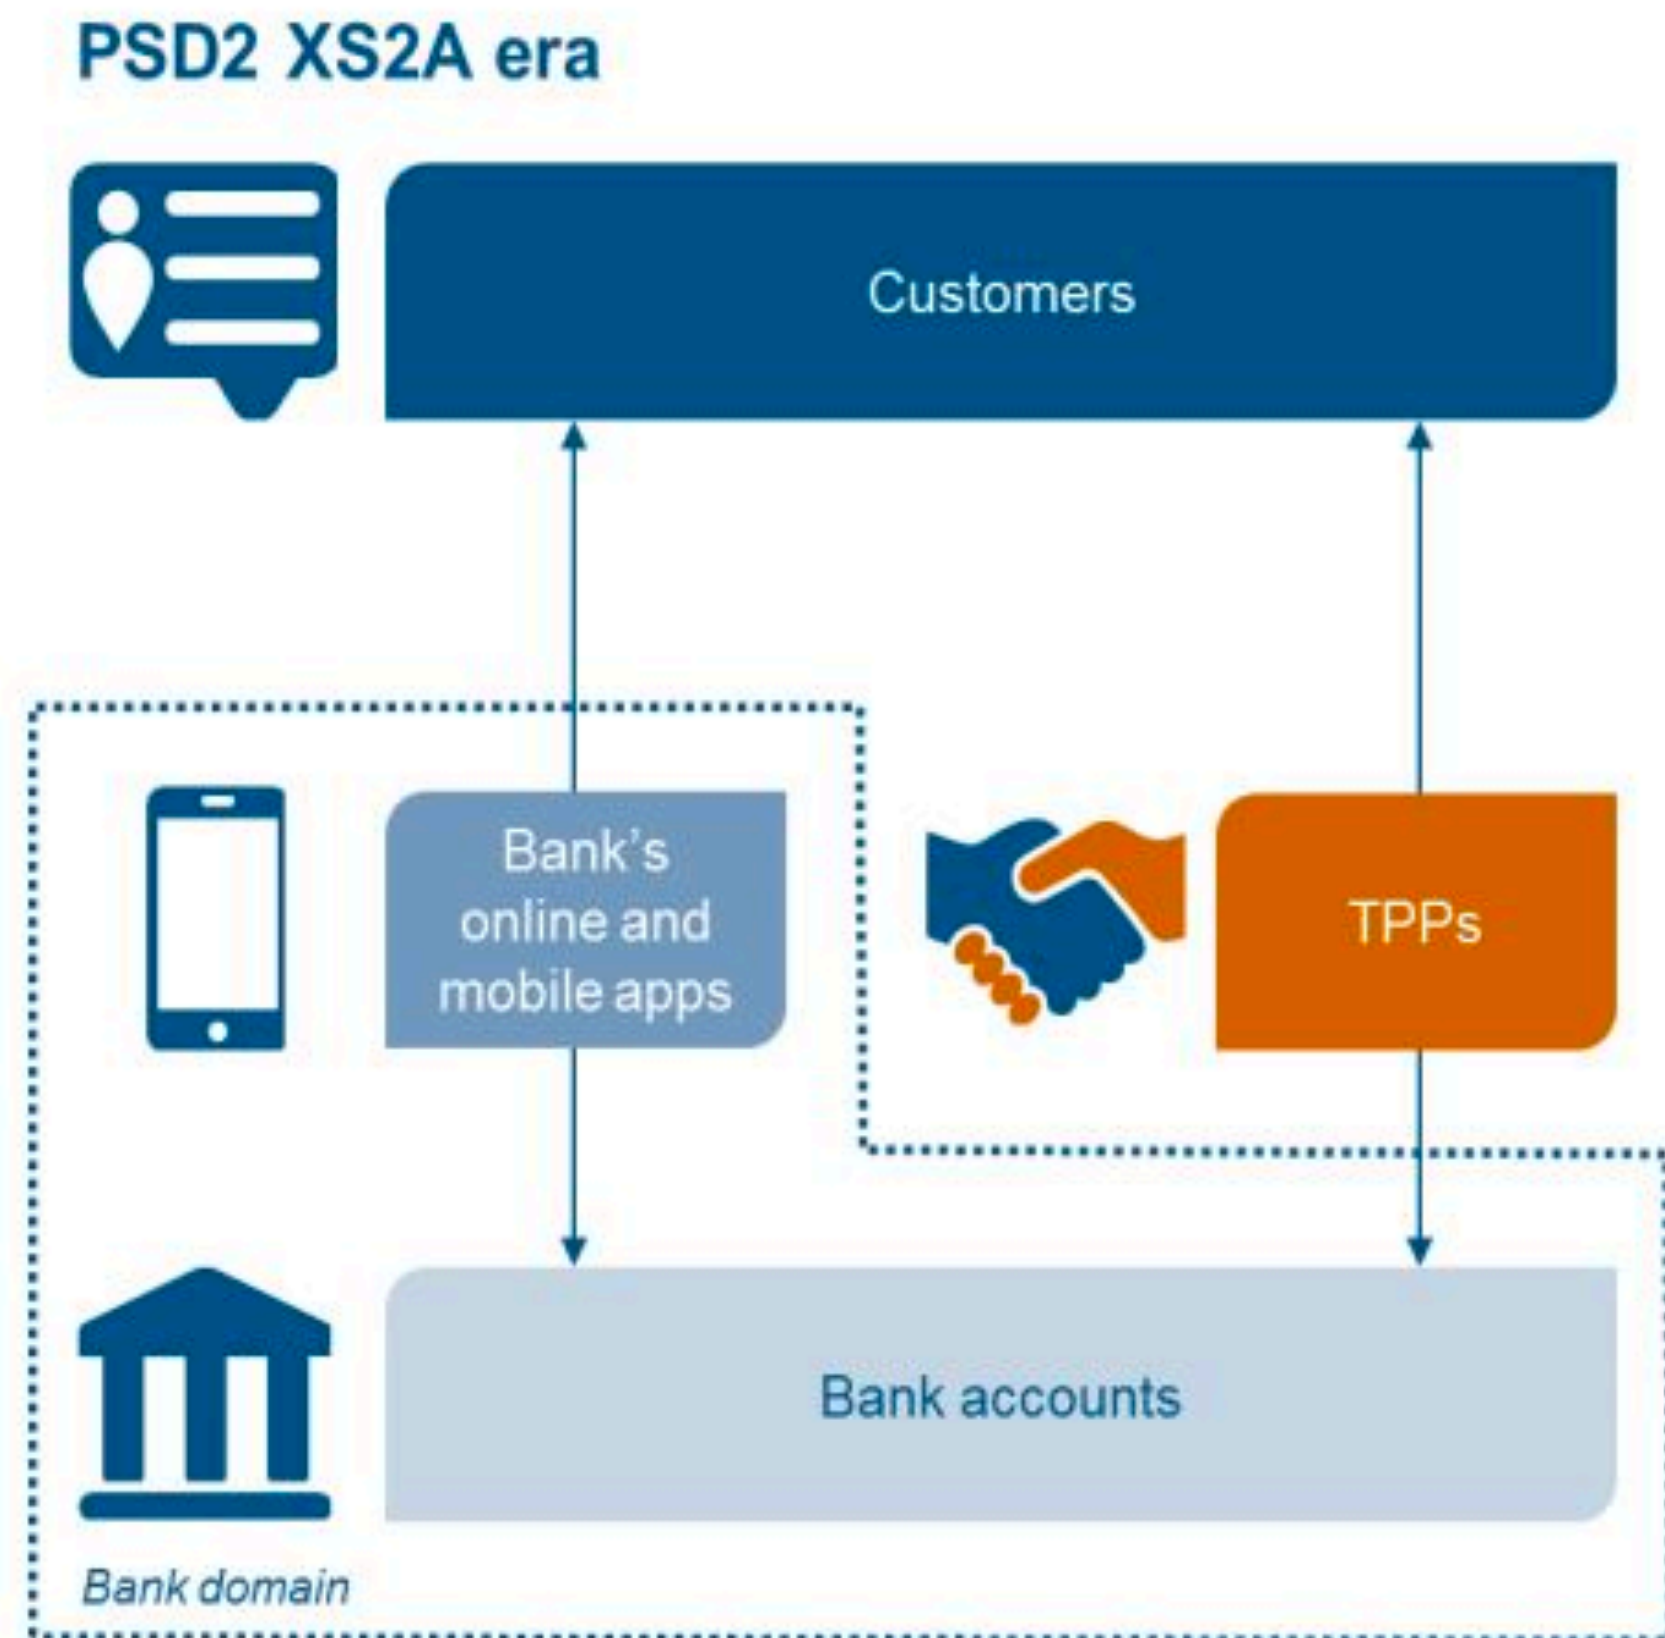 PSD2 XS2A era
Customers
Bank’s
online and
mobile apps
TPPs
Bank accounts
Bank domain